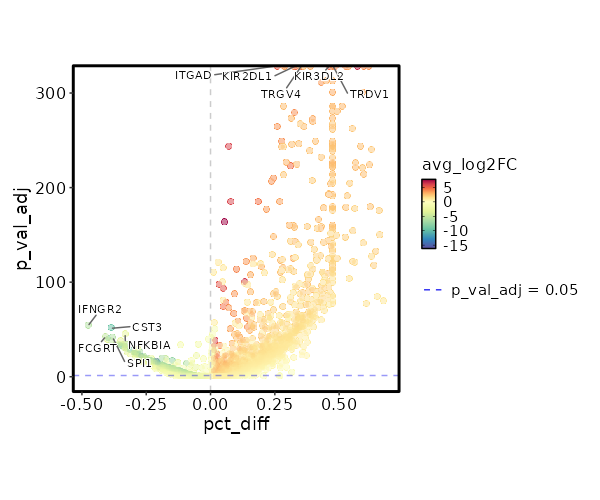 ITGAD
KIR2DL1
KIR3DL2
TRGV4
TRDV1
300
200
100
0
p_val_adj
IFNGR2
CST3
FCGRT
NFKBIA
SPI1
-0.50
-0.25
0.00
0.25
0.50
pct_diff
avg_log2FC
5
0
-5
-10
-15
p_val_adj = 0.05